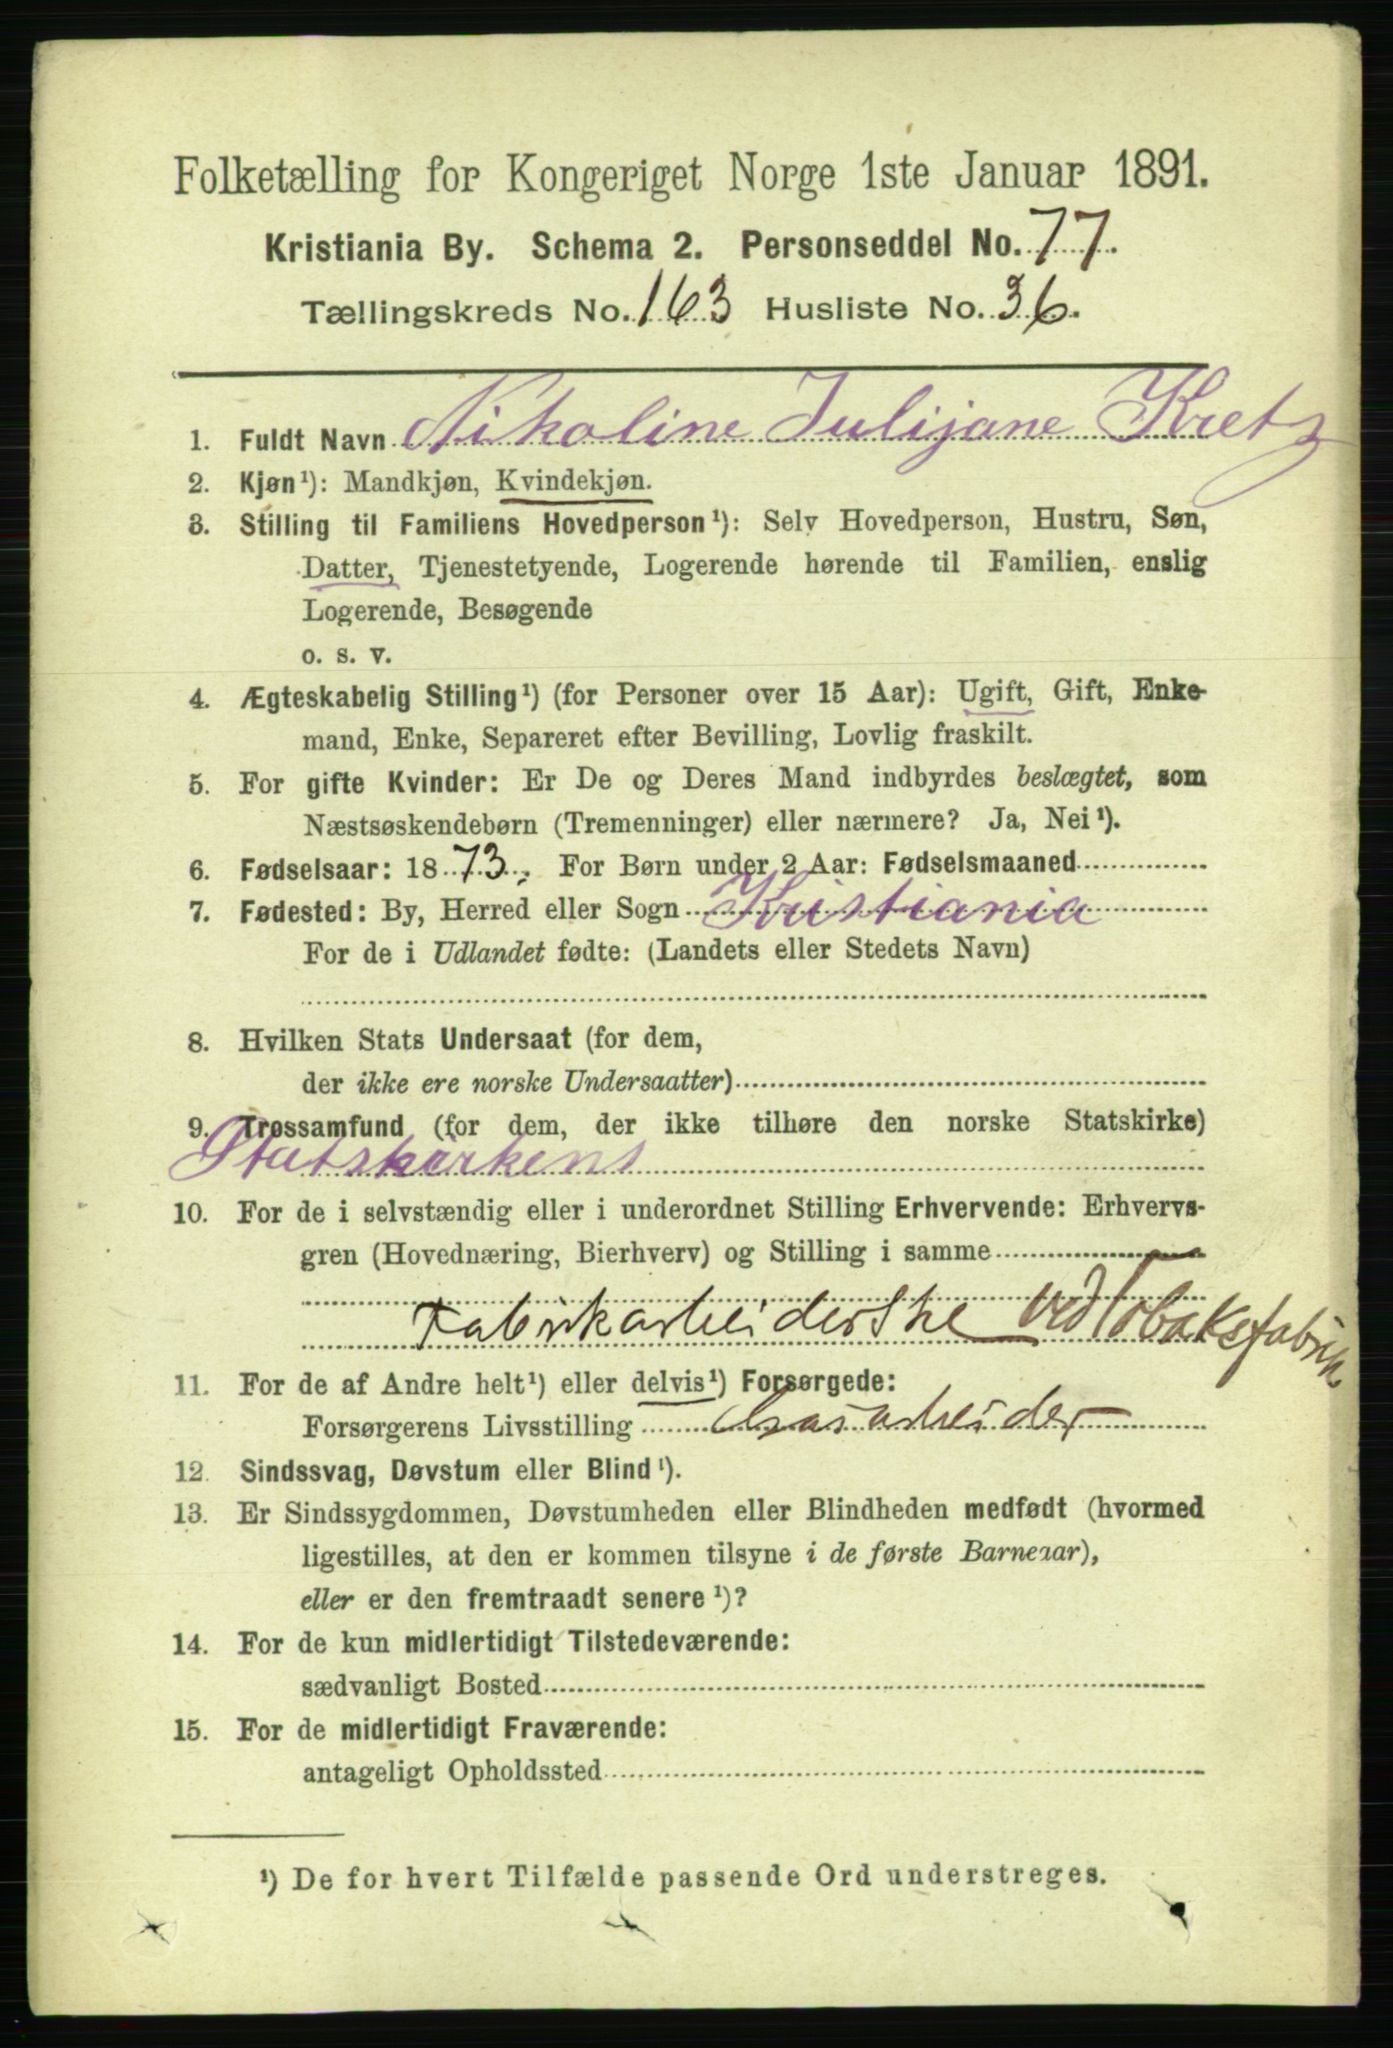 Folketælling for Kongeriget Norge 1ste Januar 1891.
Kristiania By. Schema 2. Personseddel No. 77.
Tællingskreds No. 163 Husliste No. 36.
1. Fuldt Navn Nikoline Julijane Kretz
2. Kjøn¹): Mandkjøn, Kvindekjøn.
3. Stilling til Familiens Hovedperson¹): Selv Hovedperson, Hustru, Søn,
Datter, Tjenestetyende, Logerende hørende til Familien, enslig
Logerende, Besøgende
o. s. v.
4. Ægteskabelig Stilling¹) (for Personer over 15 Aar): Ugift, Gift, Enke-
mand, Enke, Separeret efter Bevilling, Lovlig fraskilt.
5. For gifte Kvinder: Er De og Deres Mand indbyrdes beslægtet, som
Næstsøskendebørn (Tremenninger) eller nærmere? Ja, Nei¹).
6. Fødselsaar: 1873. For Børn under 2 Aar: Fødselsmaaned
7. Fødested: By, Herred eller Sogn Kristiania
For de i Udlandet fødte: (Landets eller Stedets Navn)
8. Hvilken Stats Undersaat (for dem,
der ikke ere norske Undersaatter)
9. Trossamfund (for dem, der ikke tilhøre den norske Statskirke)
Statskirkens
10. For de i selvstændig eller i underordnet Stilling Erhvervende: Erhvervs-
gren (Hovednæring, Bierhverv) og Stilling i samme
Fabrikarbeiderske ved Tobaksfabrik
11. For de af Andre helt¹) eller delvis¹) Forsørgede:
Forsørgerens Livsstilling Gasarbeider
12. Sindssvag, Døvstum eller Blind¹).
13. Er Sindssygdommen, Døvstumheden eller Blindheden medfødt (hvormed
ligestilles, at den er kommen tilsyne i de første Barneaar),
eller er den fremtraadt senere¹)?
14. For de kun midlertidigt Tilstedeværende:
sædvanligt Bosted
15. For de midlertidigt Fraværende:
antageligt Opholdssted
¹) De for hvert Tilfælde passende Ord understreges.